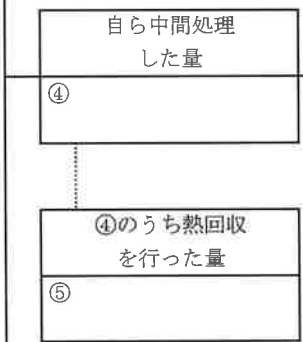 自ら中間処理
した量
④
④のうち熱回収
を行った量
⑤